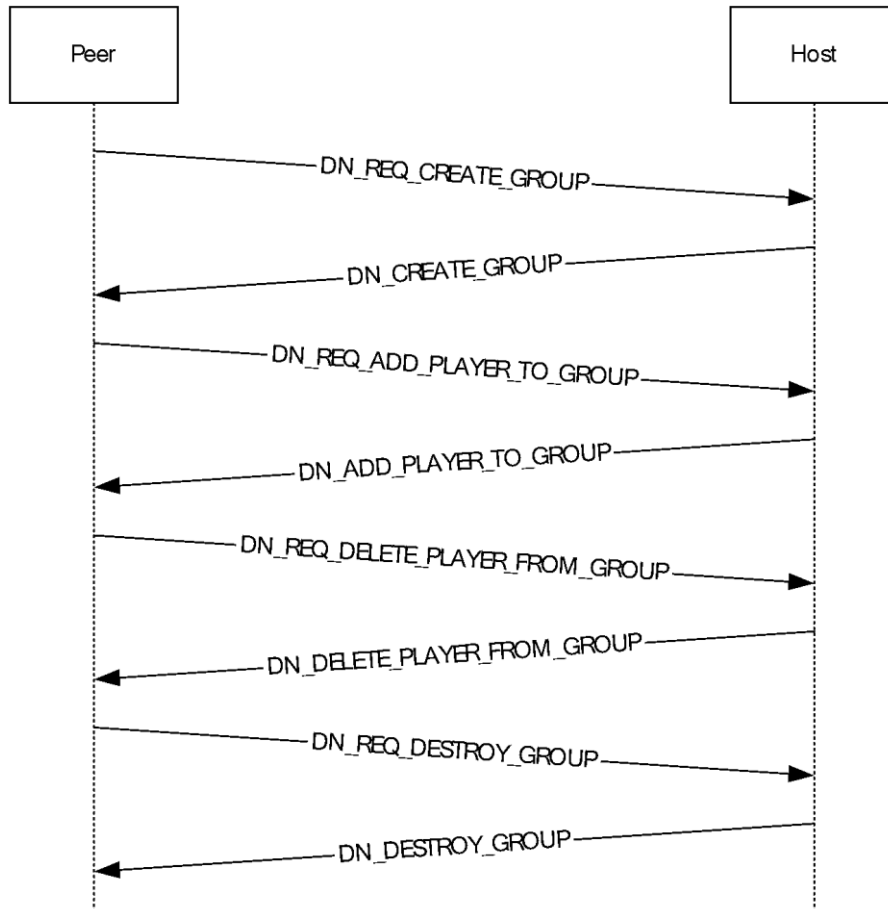 Peer
Host
DN_REQ_CREATE_GROUP
DN_CREATE_GROUP
DN_REQ_ADD_PLAYER_TO_GROUP
DN_ADD_PLAYER_TO_GROUP
DN_REQ_DELETE_PLAYER_FROM_GROUP
DN_DELETE_PLAYER_FROM_GROUP
DN_REQ_DESTROY_GROUP
DN_DESTROY_GROUP